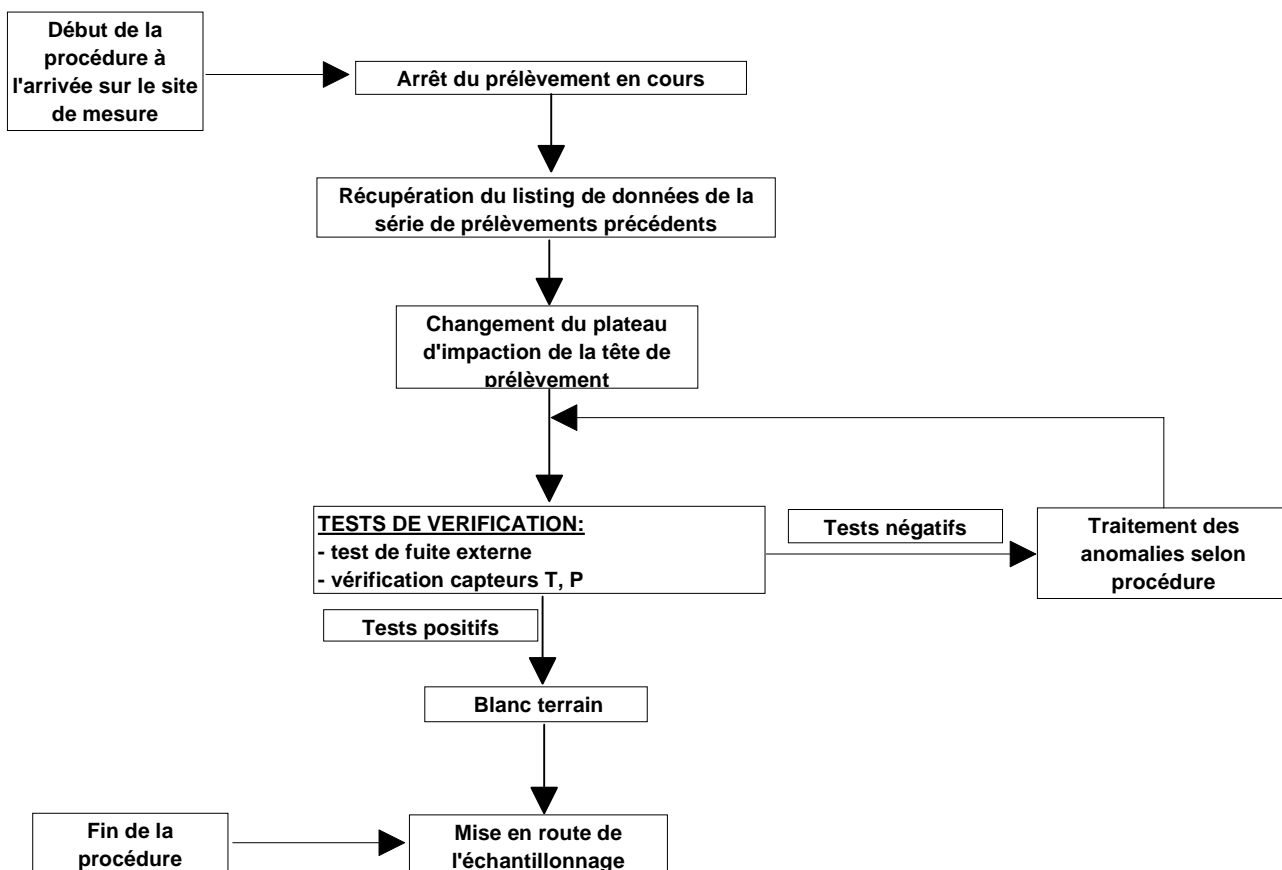 Début de la
procédure à
l'arrivée sur le site
de mesure
Arrêt du prélèvement en cours
Récupération du listing de données de la
série de prélèvements précédents
Changement du plateau
d'impaction de la tête de
prélèvement
TESTS DE VERIFICATION:
- test de fuite externe
- vérification capteurs T, P
Tests négatifs
Traitement des
anomalies selon
procédure
Tests positifs
Blanc terrain
Fin de la
procédure
Mise en route de
l'échantillonnage